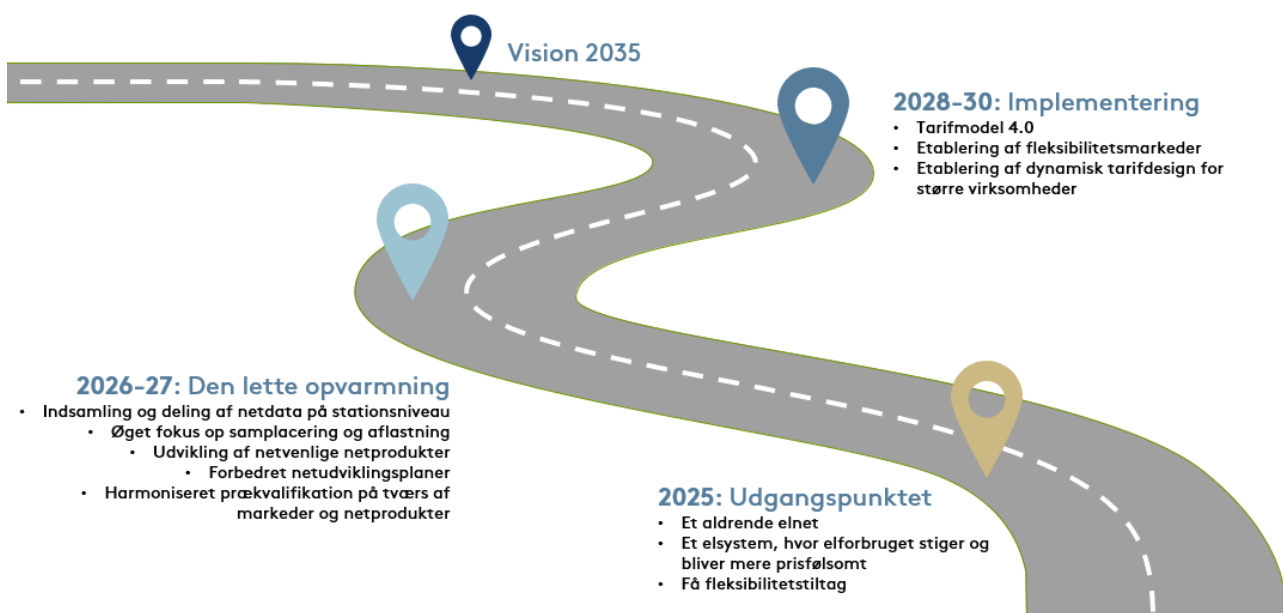 Vision 2035
2028-30: Implementering
• Tarifmodel 4.0
• Etablering af fleksibilitetsmarkeder
• Etablering af dynamisk tarifdesign for
større virksomheder
2026-27: Den lette opvarmning
• Indsamling og deling af netdata på stationsniveau
• Øget fokus op samplacering og aflastning
• Udvikling af netvenlige netprodukter
• Forbedret netudviklingsplaner
• Harmoniseret prækvalifikation på tværs af
markeder og netprodukter
2025: Udgangspunktet
• Et aldrende elnet
• Et elsystem, hvor elforbruget stiger og
bliver mere prisfølsomt
• Få fleksibilitetstiltag